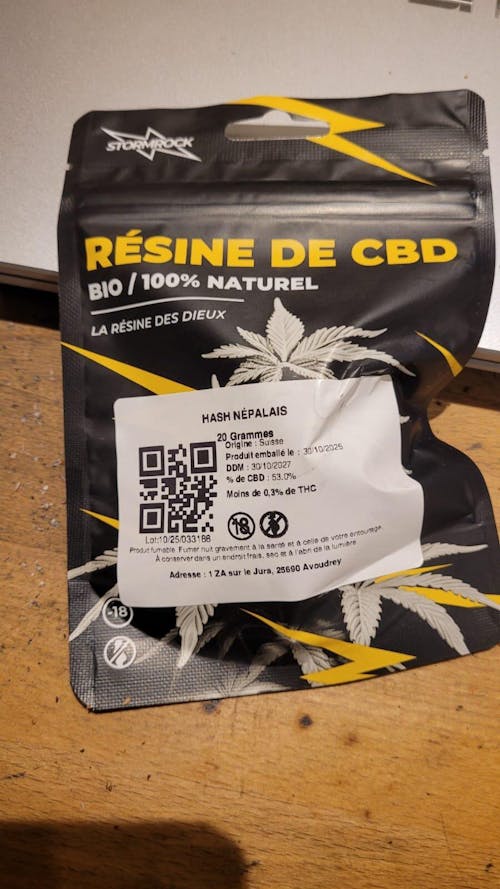 STORMROCK
RÉSINE DE CBD
BIO / 100% NATUREL
LA RÉSINE DES DIEUX
HASH NÉPALAIS
20 Grammes
Origine : Suisse
Produit emballé le : 30/10/2025
DDM : 30/10/2027
% de CBD : 53.0%
Moins de 0,3% de THC
Lot:10/25/033188
18
Produit fumable. Fumer nuit gravement à la santé et à celle de votre entourage.
À conserver dans un endroit frais, sec et à l'abri de la lumière.
Adresse : 1 ZA sur le Jura, 25690 Avoudrey
-18